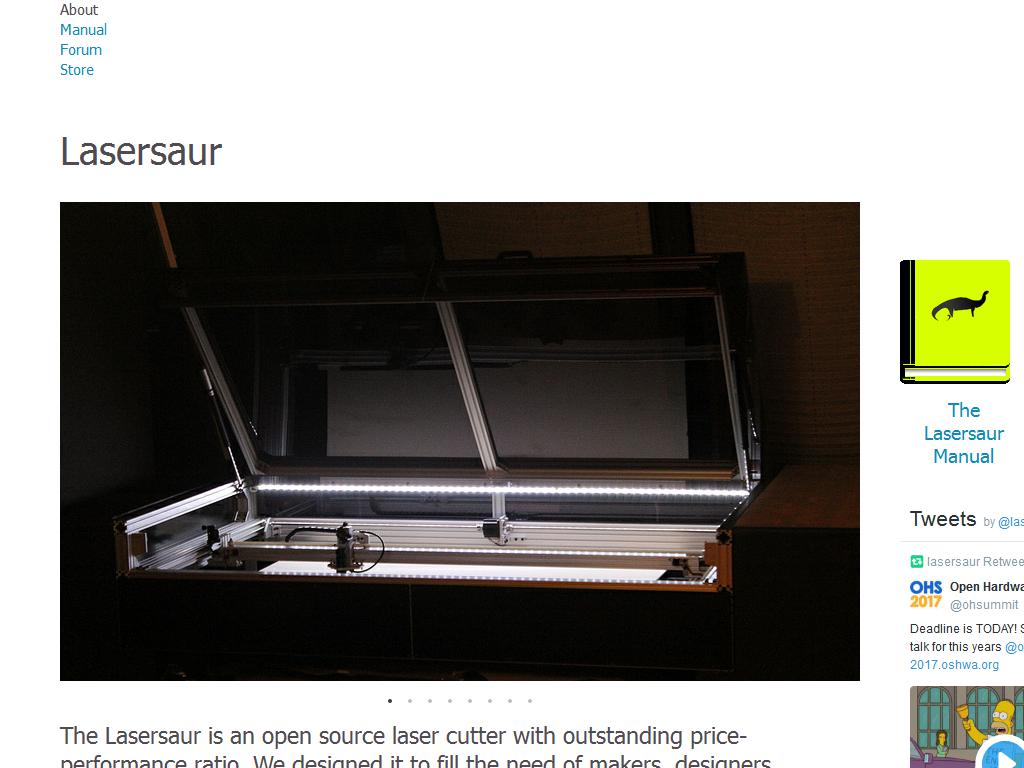 About
Manual
Forum
Store
Lasersaur
The
Lasersaur
Manual
Tweets by @las
lasersaur Retwee
OHS
2017
Open Hardwa
@ohsummit
Deadline is TODAY! S
talk for this years @o
2017.oshwa.org
The Lasersaur is an open source laser cutter with outstanding price-
performance ratio. We designed it to fill the need of makers, designers